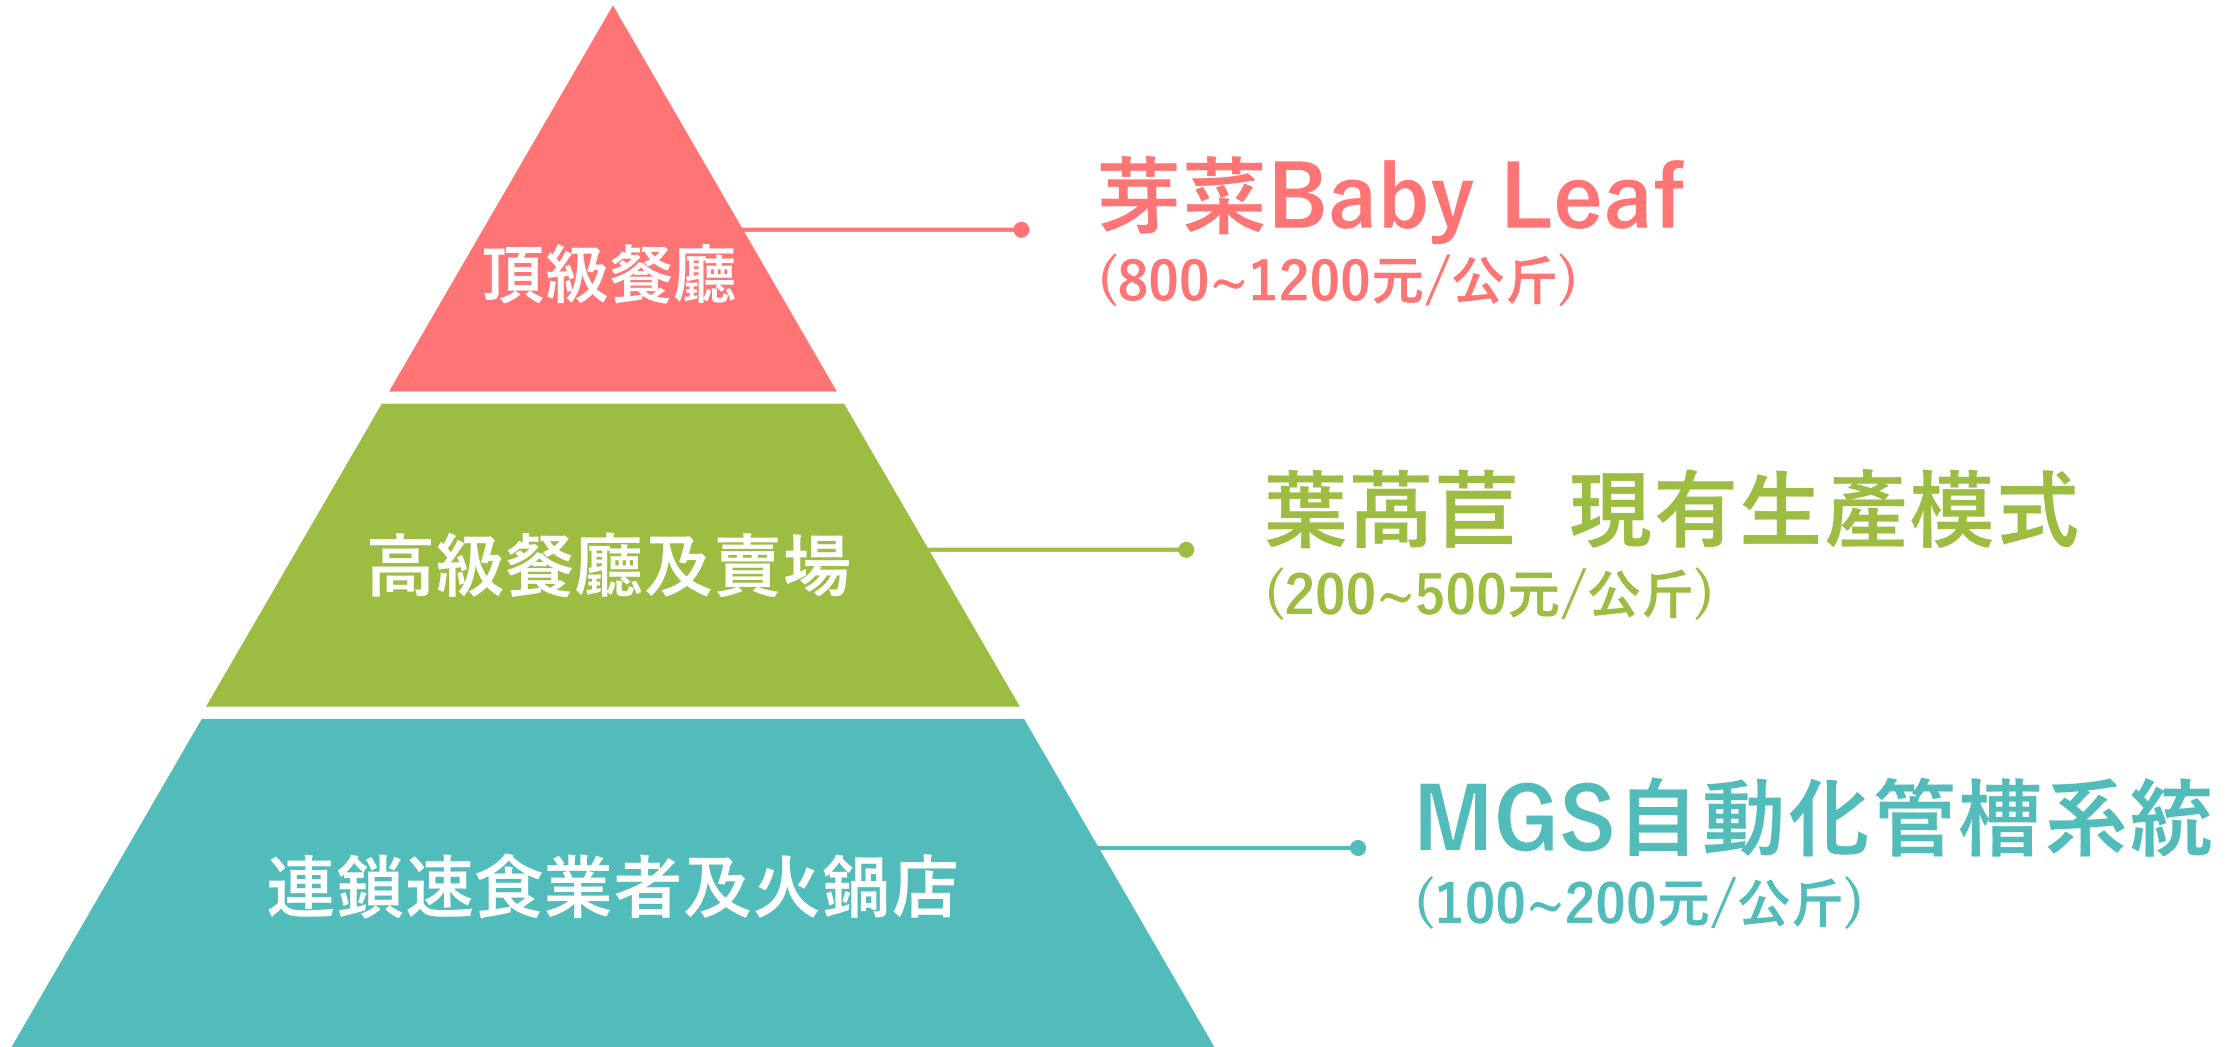 頂級餐廳
芽菜Baby Leaf
(800~1200元/公斤)
高級餐廳及賣場
葉萵苣 現有生產模式
(200~500元/公斤)
連鎖速食業者及火鍋店
MGS自動化管槽系統
(100~200元/公斤)